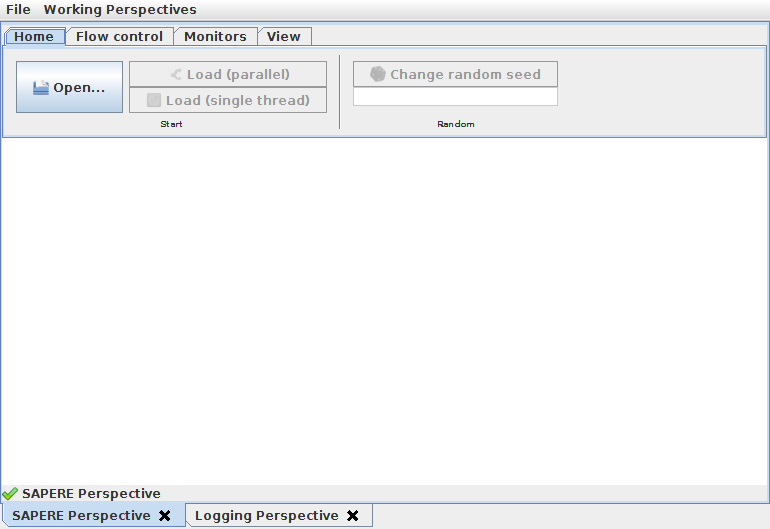 File Working Perspectives
Home Flow control Monitors View
Open...
Load (parallel)
Load (single thread)
Start
Change random seed
Random
SAPERE Perspective
SAPERE Perspective Logging Perspective